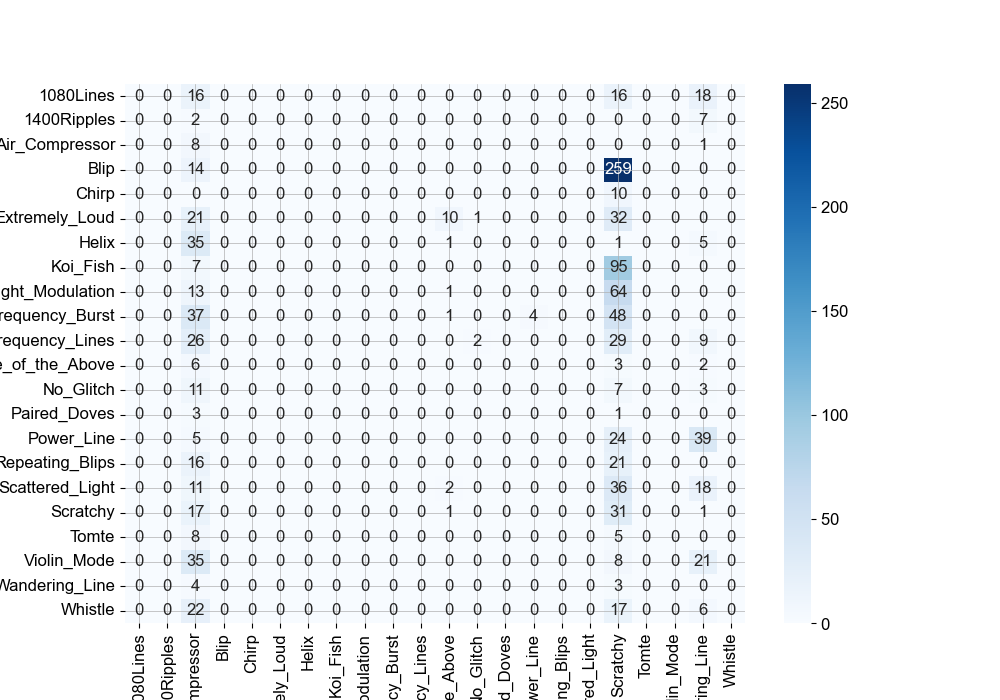 1080Lines 0 0 16 0 0 0 0 0 0 0 0 0 0 0 0 0 0 16 0 0 18 0
1400Ripples 0 0 2 0 0 0 0 0 0 0 0 0 0 0 0 0 0 0 0 0 7 0
Air_Compressor 0 0 8 0 0 0 0 0 0 0 0 0 0 0 0 0 0 0 0 0 1 0
Blip 0 0 14 0 0 0 0 0 0 0 0 0 0 0 0 0 0 259 0 0 0 0
Chirp 0 0 0 0 0 0 0 0 0 0 0 0 0 0 0 0 0 10 0 0 0 0
Extremely_Loud 0 0 21 0 0 0 0 0 0 0 0 10 1 0 0 0 0 32 0 0 0 0
Helix 0 0 35 0 0 0 0 0 0 0 0 1 0 0 0 0 0 1 0 0 5 0
Koi_Fish 0 0 7 0 0 0 0 0 0 0 0 0 0 0 0 0 0 95 0 0 0 0
ght_Modulation 0 0 13 0 0 0 0 0 0 0 0 1 0 0 0 0 0 64 0 0 0 0
requency_Burst 0 0 37 0 0 0 0 0 0 0 0 1 0 0 4 0 0 48 0 0 0 0
requency_Lines 0 0 26 0 0 0 0 0 0 0 0 0 2 0 0 0 0 29 0 0 9 0
e_of_the_Above 0 0 6 0 0 0 0 0 0 0 0 0 0 0 0 0 0 3 0 0 2 0
No_Glitch 0 0 11 0 0 0 0 0 0 0 0 0 0 0 0 0 0 7 0 0 3 0
Paired_Doves 0 0 3 0 0 0 0 0 0 0 0 0 0 0 0 0 0 1 0 0 0 0
Power_Line 0 0 5 0 0 0 0 0 0 0 0 0 0 0 0 0 0 24 0 0 39 0
Repeating_Blips 0 0 16 0 0 0 0 0 0 0 0 0 0 0 0 0 0 21 0 0 0 0
Scattered_Light 0 0 11 0 0 0 0 0 0 0 0 2 0 0 0 0 0 36 0 0 18 0
Scratchy 0 0 17 0 0 0 0 0 0 0 0 1 0 0 0 0 0 31 0 0 1 0
Tomte 0 0 8 0 0 0 0 0 0 0 0 0 0 0 0 0 0 5 0 0 0 0
Violin_Mode 0 0 35 0 0 0 0 0 0 0 0 0 0 0 0 0 0 8 0 0 21 0
Wandering_Line 0 0 4 0 0 0 0 0 0 0 0 0 0 0 0 0 0 3 0 0 0 0
Whistle 0 0 22 0 0 0 0 0 0 0 0 0 0 0 0 0 0 17 0 0 6 0
080Lines
0Ripples
mpressor
Blip
Chirp
ely_Loud
Helix
Koi_Fish
odulation
cy_Burst
cy_Lines
e_Above
No_Glitch
d_Doves
wer_Line
ng_Blips
red_Light
Scratchy
Tomte
in_Mode
ring_Line
Whistle
250
200
150
100
50
0